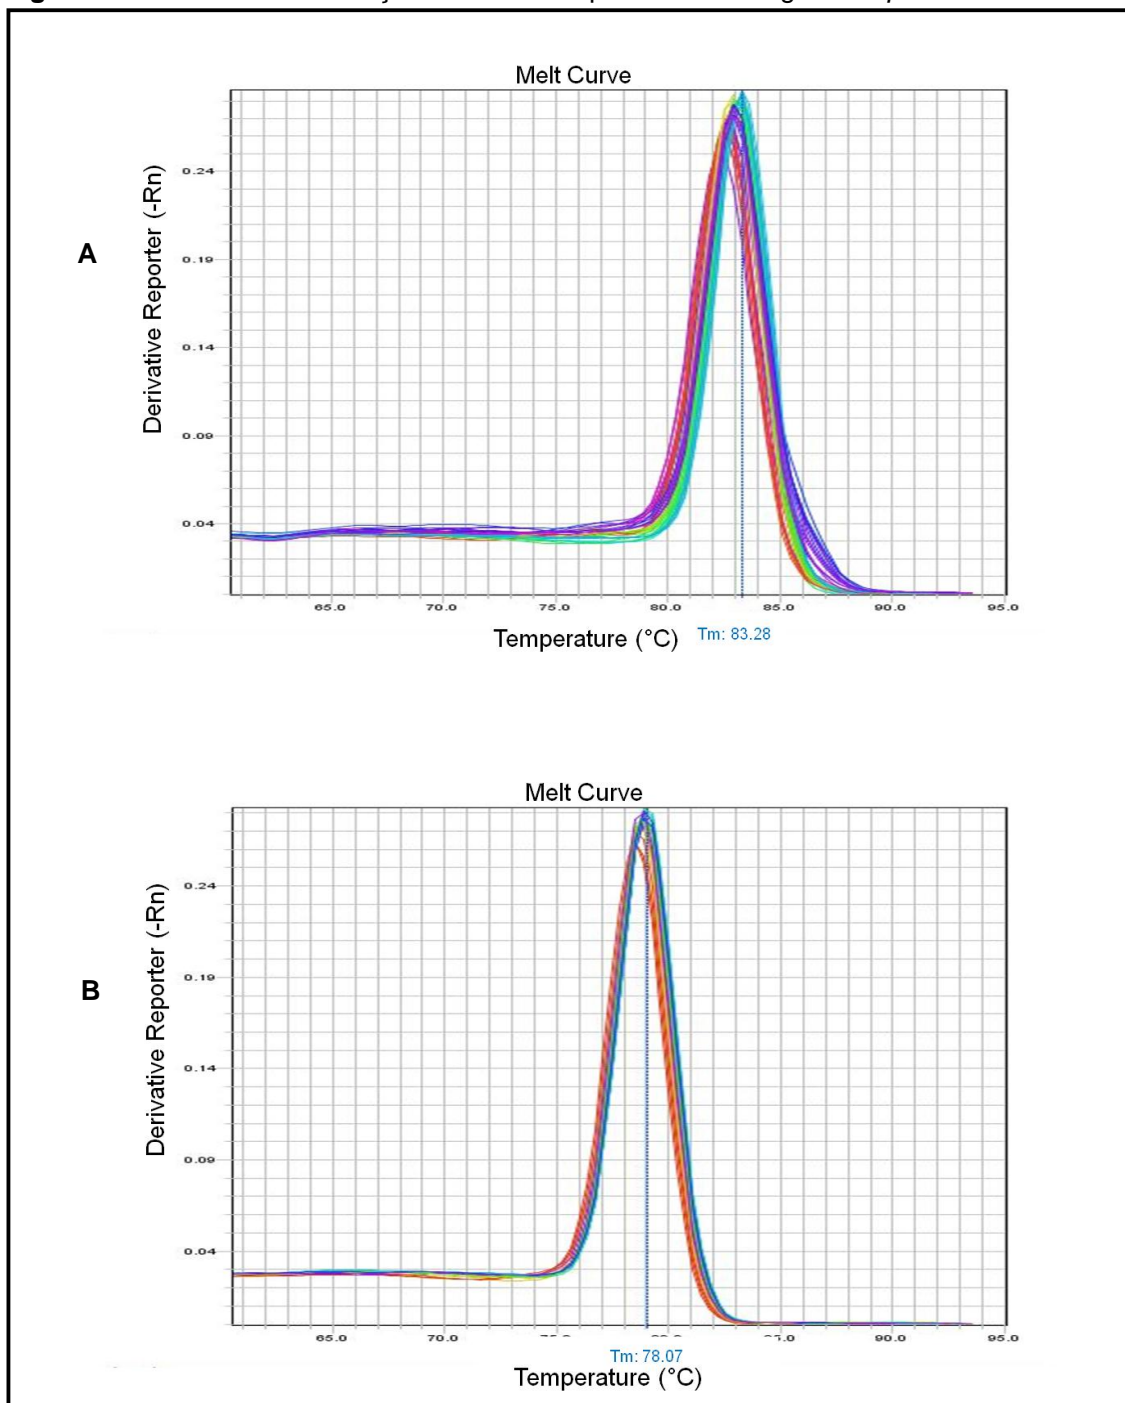 Melt Curve
A
Derivative Reporter (-Rn)
0.24
0.19
0.14
0.09
0.04
65.0 70.0 75.0 80.0 85.0 90.0 95.0
Temperature (°C) Tm: 83.28
Melt Curve
B
Derivative Reporter (-Rn)
0.24
0.19
0.14
0.09
0.04
65.0 70.0 90.0 95.0
Tm: 78.07
Temperature (°C)